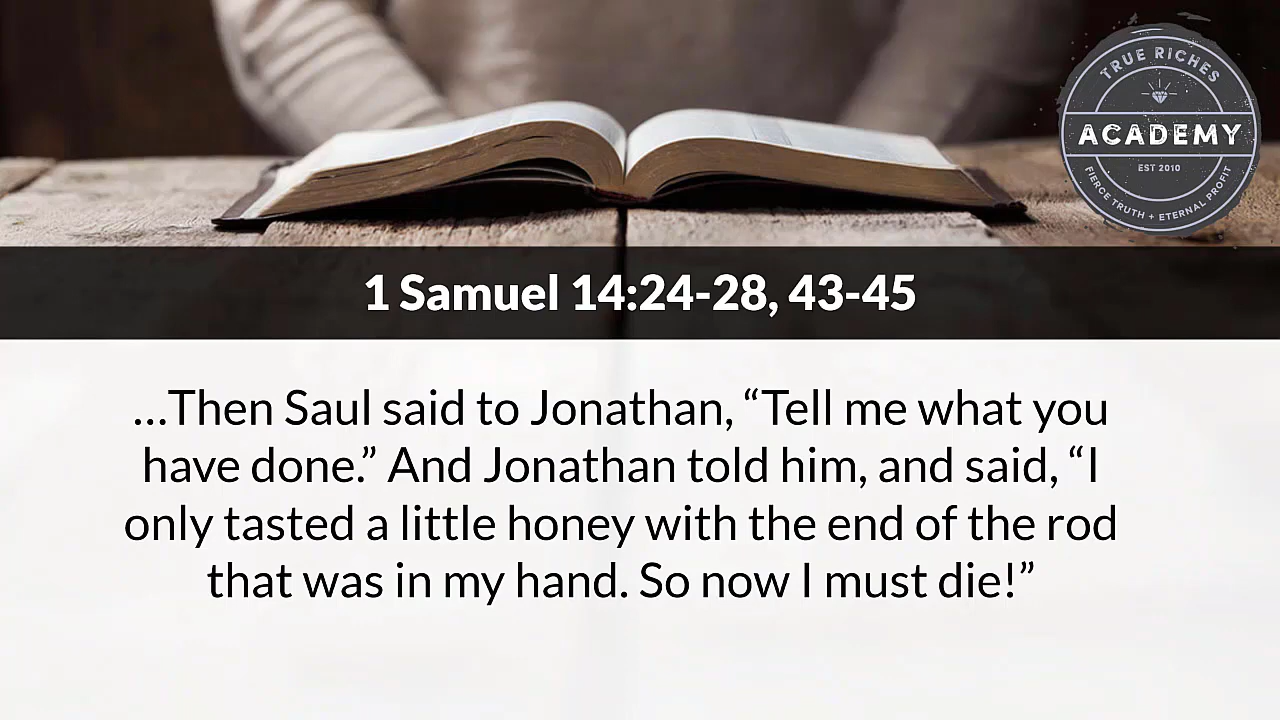 TRUE RICHES
ACADEMY
EST 2010
FIERCE TRUTH + ETERNAL PROFIT
1 Samuel 14:24-28, 43-45
…Then Saul said to Jonathan, “Tell me what you
have done.” And Jonathan told him, and said, “I
only tasted a little honey with the end of the rod
that was in my hand. So now I must die!”